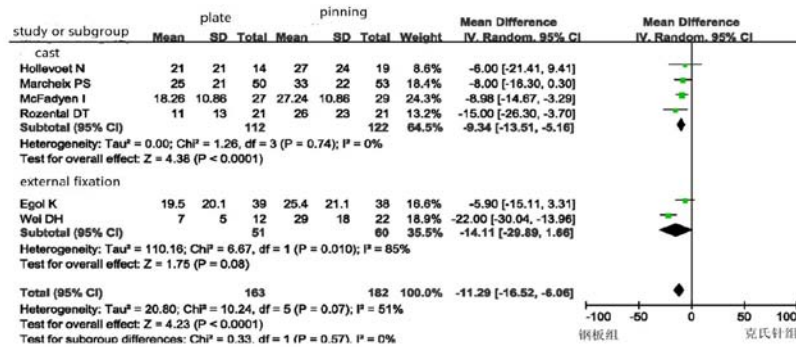 plate pinning Mean Difference Mean Difference
study or subgroup Mean SD Total Mean SD Total Weight IV. Random. 95% CI IV. Random. 95% CI
cast
Hollevoet N 21 21 14 27 24 19 8.6% -6.00 [-21.41, 9.41]
Marcheix PS 25 21 50 33 22 53 18.4% -8.00 [-16.30, 0.30]
McFadyen I 18.26 10.86 27 27.24 10.86 29 24.3% -8.98 [-14.67, -3.29]
Rozental DT 11 13 21 26 23 21 13.2% -15.00 [-26.30, -3.70]
Subtotal (95% CI) 112 122 64.5% -9.34 [-13.51, -5.16]
Heterogeneity: Tau² = 0.00; Chi² = 1.26, df = 3 (P = 0.74); I² = 0%
Test for overall effect: Z = 4.38 (P < 0.0001)
external fixation
Egol K 19.5 20.1 39 25.4 21.1 38 16.6% -5.90 [-15.11, 3.31]
Wei DH 7 5 12 29 18 22 18.9% -22.00 [-30.04, -13.96]
Subtotal (95% CI) 51 60 35.5% -14.11 [-29.89, 1.66]
Heterogeneity: Tau² = 110.16; Chi² = 6.67, df = 1 (P = 0.010); I² = 85%
Test for overall effect: Z = 1.75 (P = 0.08)
Total (95% CI) 163 182 100.0% -11.29 [-16.52, -6.06]
Heterogeneity: Tau² = 20.80; Chi² = 10.24, df = 5 (P = 0.07); I² = 51%
Test for overall effect: Z = 4.23 (P < 0.0001)
Test for subgroup differences: Chi² = 0.33, df = 1 (P = 0.57), I² = 0%
-100 -50 0 50 100
钢板组 克氏针组